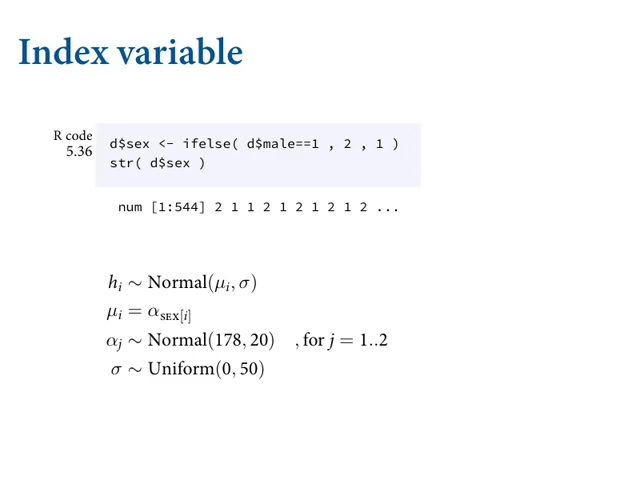 Index variable
R code
5.36
d$sex <- ifelse( d$male==1 , 2 , 1 )
str( d$sex )
num [1:544] 2 1 1 2 1 2 1 2 1 2 ...
hᵢ ∼ Normal(μᵢ, σ)
μᵢ = α_SEX[i]
αⱼ ∼ Normal(178, 20) , for j = 1..2
σ ∼ Uniform(0, 50)